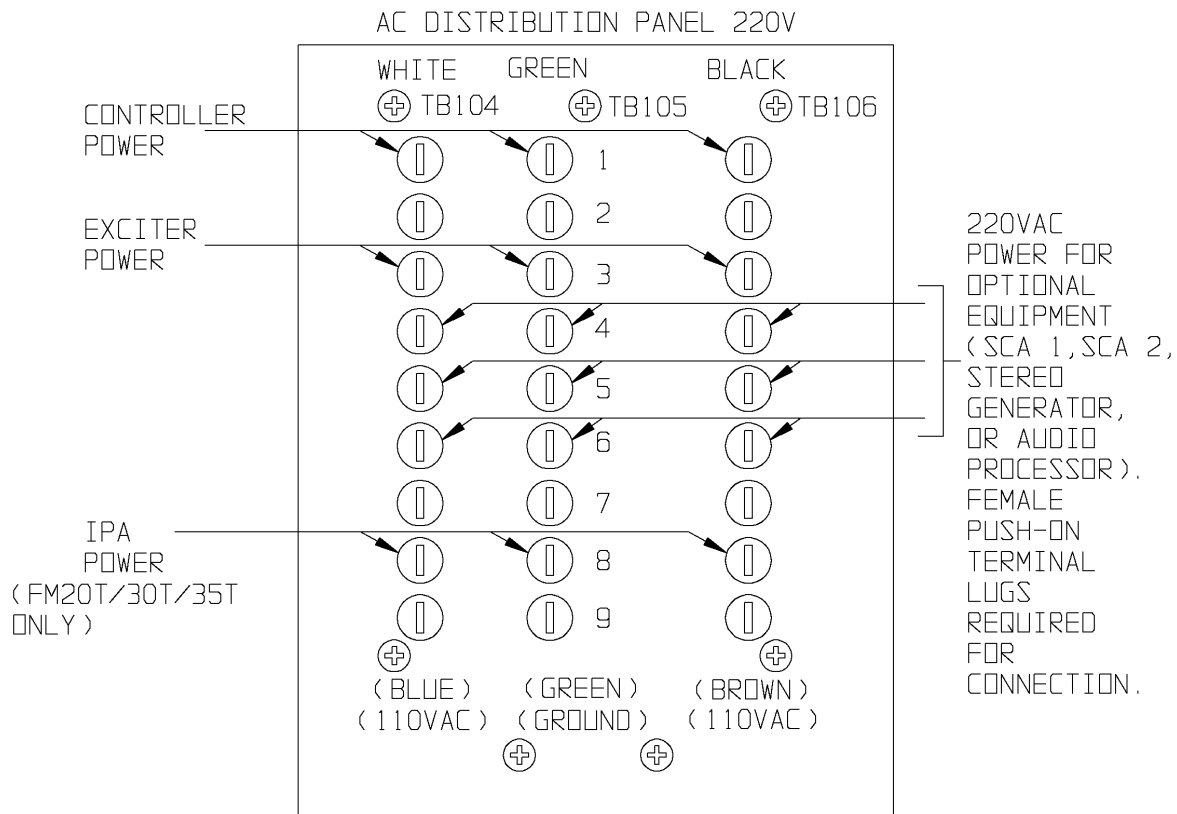 AC DISTRIBUTION PANEL 220V
WHITE GREEN BLACK
TB104 TB105 TB106
CONTROLLER
POWER
1
2
EXCITER
POWER
3
4
5
6
7
IPA
POWER
(FM20T/30T/35T
ONLY)
8
9
(BLUE) (GREEN) (BROWN)
(110VAC) (GROUND) (110VAC)
220VAC
POWER FOR
OPTIONAL
EQUIPMENT
(SCA 1,SCA 2,
STEREO
GENERATOR,
OR AUDIO
PROCESSOR).
FEMALE
PUSH-ON
TERMINAL
LUGS
REQUIRED
FOR
CONNECTION.